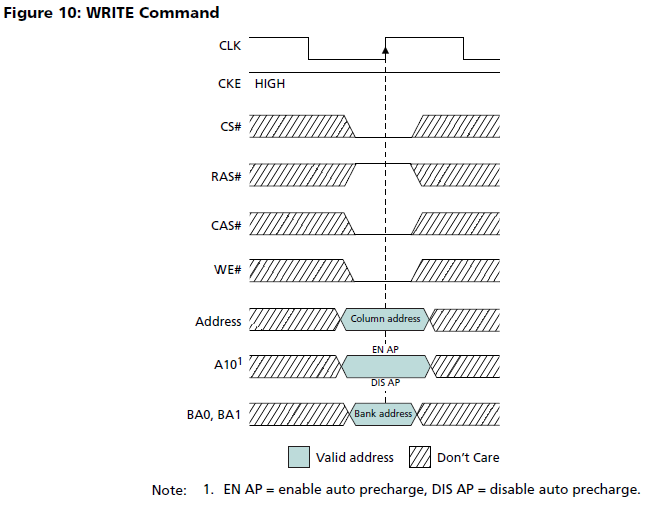 Figure 10: WRITE Command
CLK
CKE HIGH
CS#
RAS#
CAS#
WE#
Address Column address
EN AP
A10¹
DIS AP
BA0, BA1 Bank address
Valid address Don't Care
Note: 1. EN AP = enable auto precharge, DIS AP = disable auto precharge.